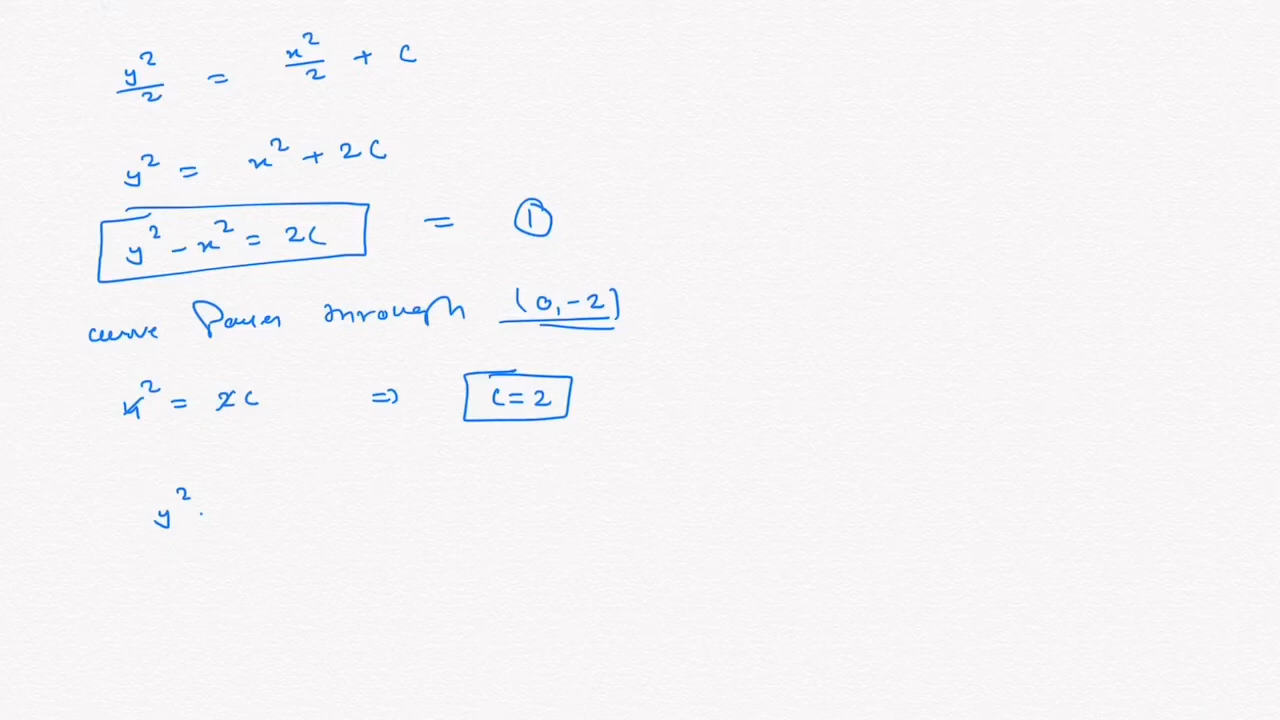 y²/2 = x²/2 + C
y² = x² + 2C
y² - x² = 2C = ①
curve Passes through (0, -2)
4² = 2C ⇒ C = 2
y² -